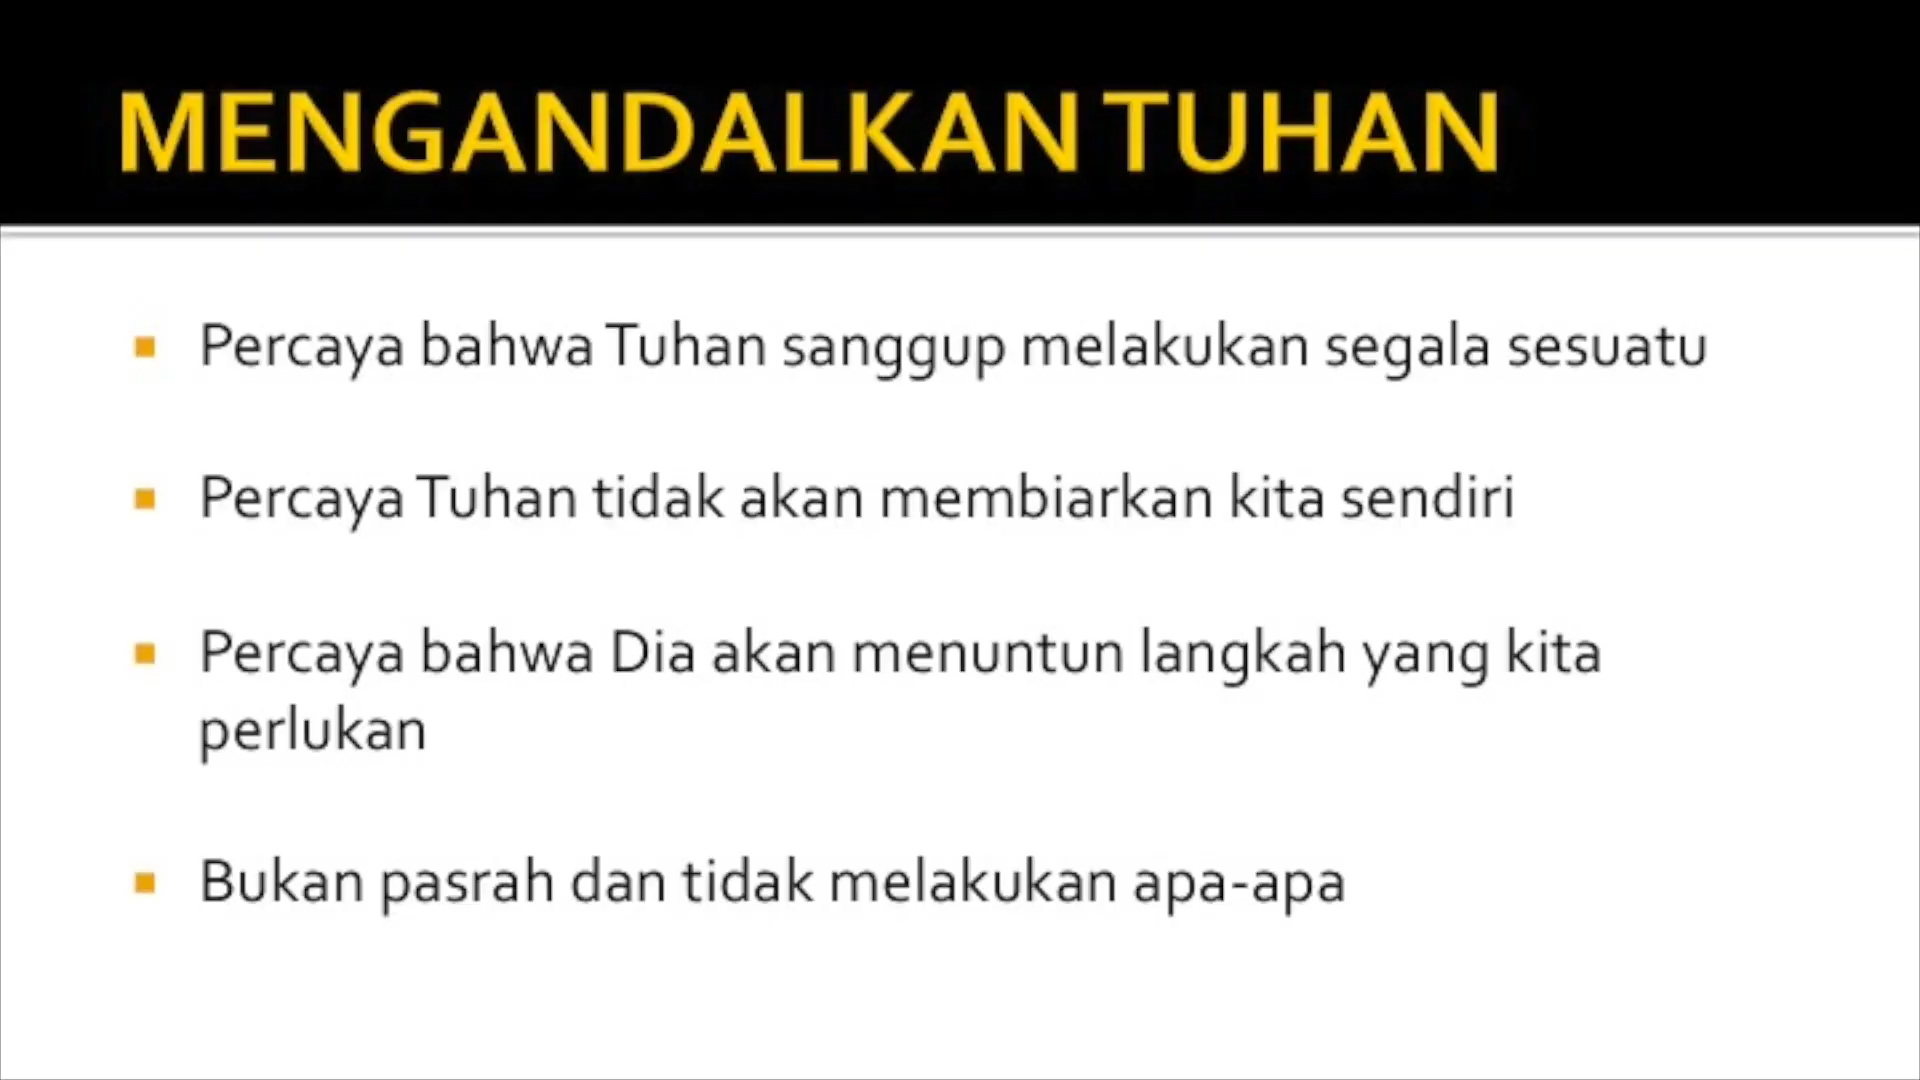 MENGANDALKAN TUHAN
Percaya bahwa Tuhan sanggup melakukan segala sesuatu
Percaya Tuhan tidak akan membiarkan kita sendiri
Percaya bahwa Dia akan menuntun langkah yang kita
perlukan
Bukan pasrah dan tidak melakukan apa-apa